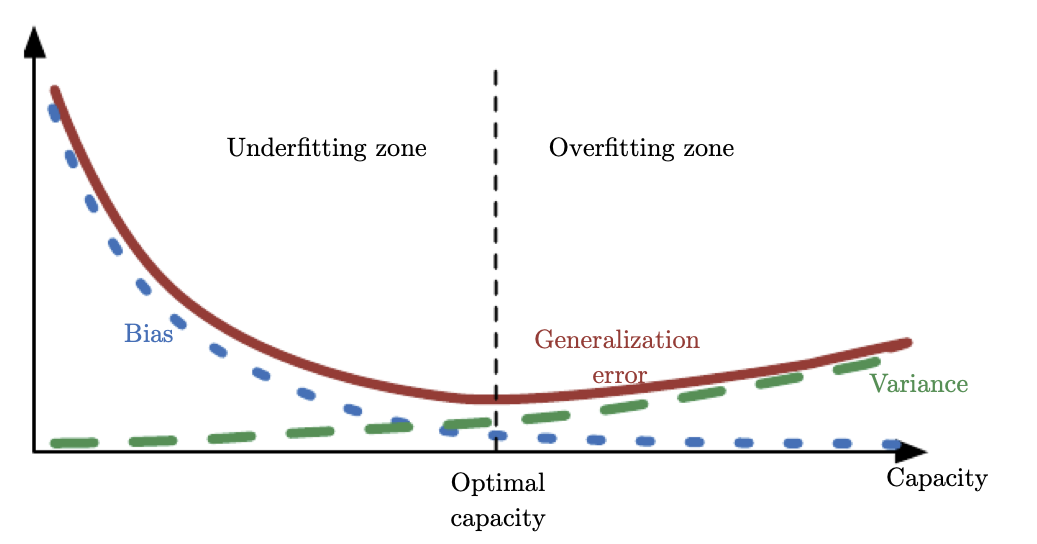 Underfitting zone
Overfitting zone
Bias
Generalization
error
Variance
Capacity
Optimal
capacity